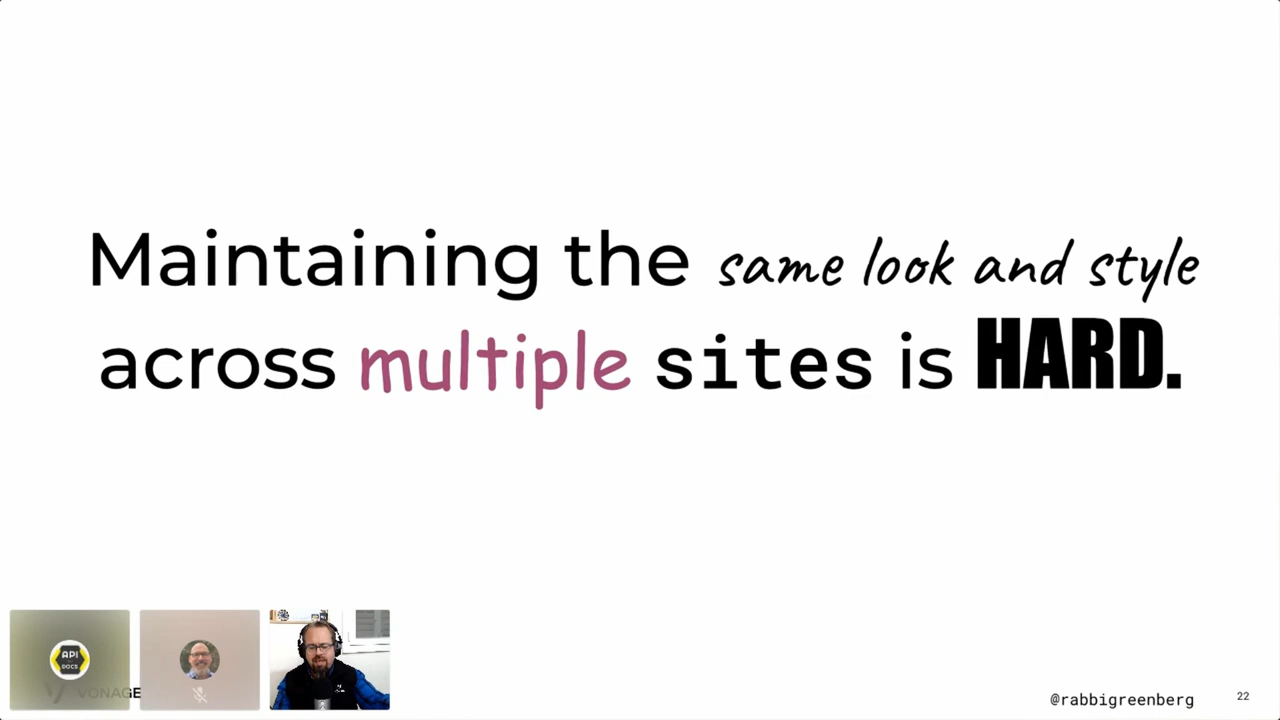 Maintaining the same look and style
across multiple sites is HARD.
API
DOCS
VONAGE
@rabbigreenberg
22